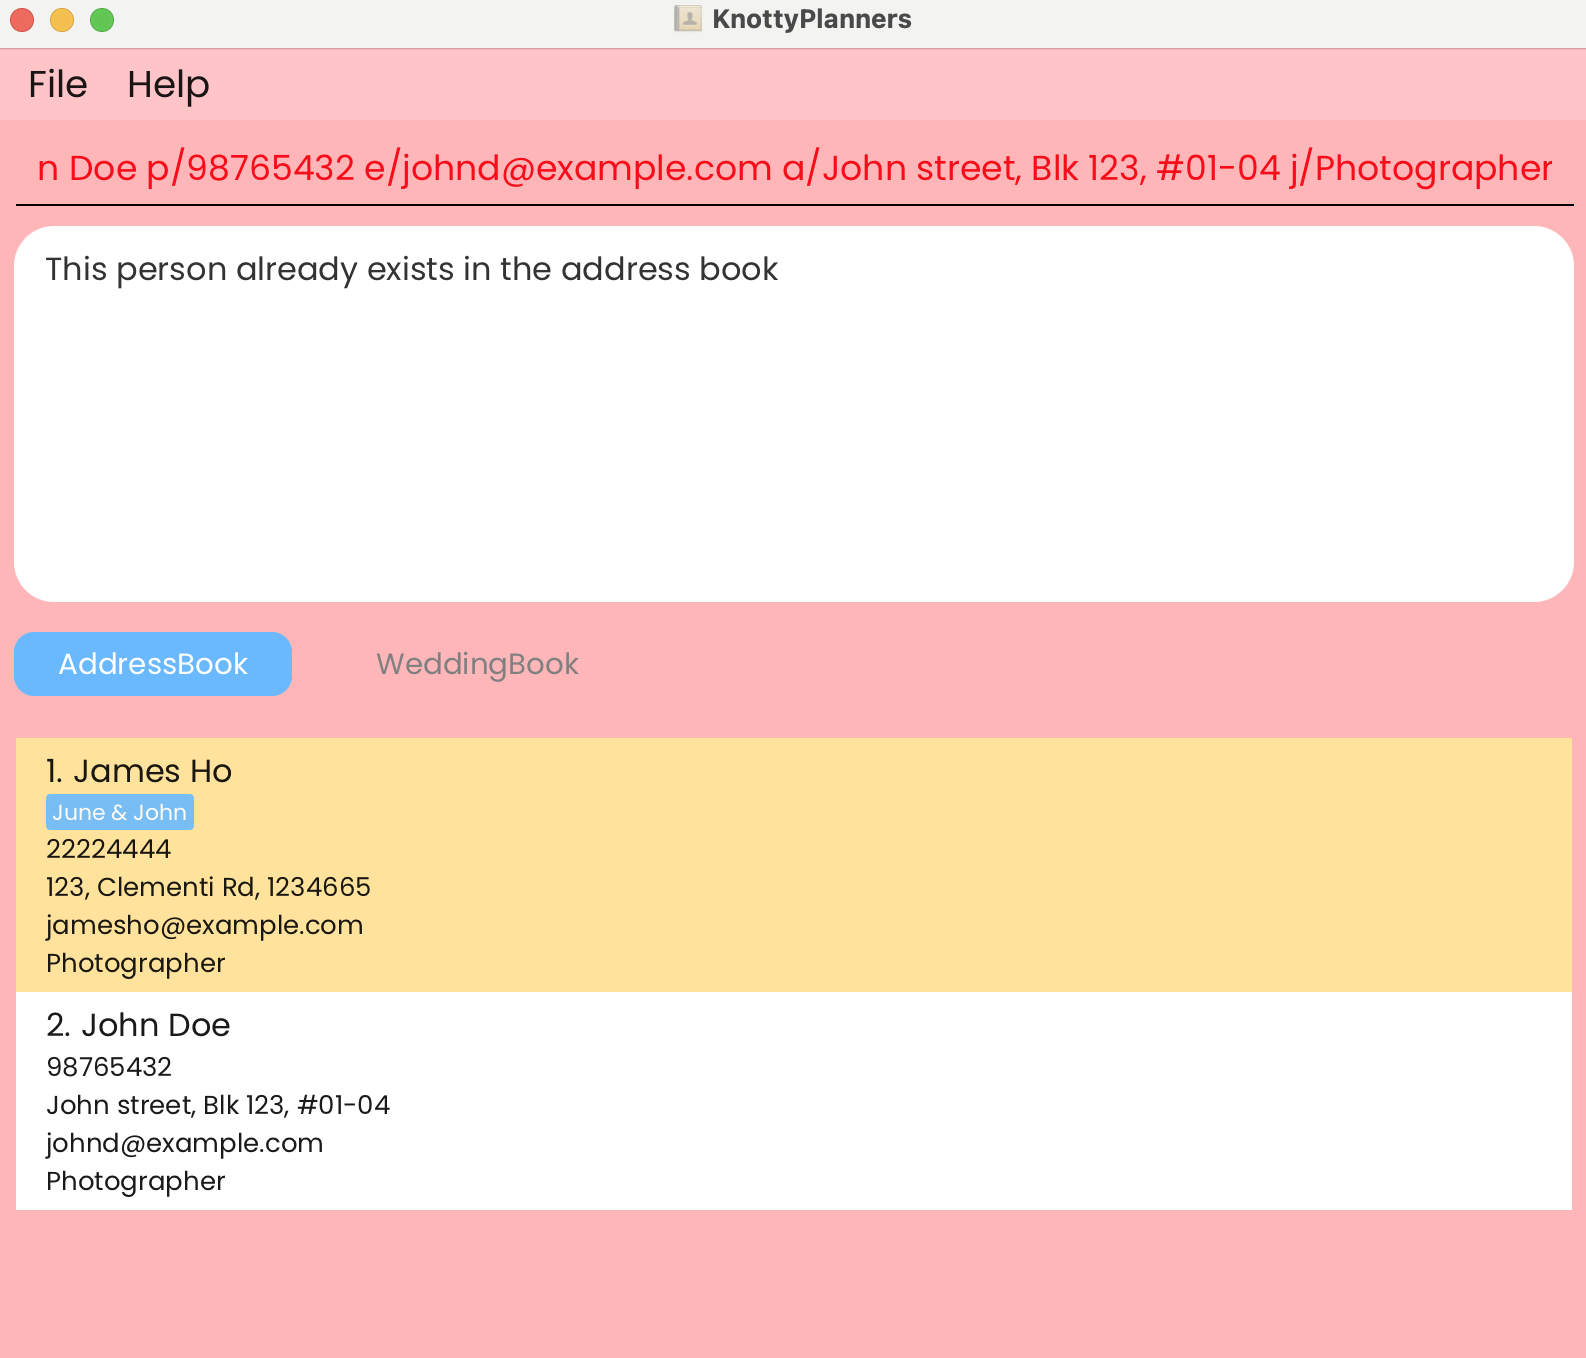 KnottyPlanners
File Help
n Doe p/98765432 e/johnd@example.com a/John street, Blk 123, #01-04 j/Photographer
This person already exists in the address book
AddressBook WeddingBook
1. James Ho
June & John
22224444
123, Clementi Rd, 1234665
jamesho@example.com
Photographer
2. John Doe
98765432
John street, Blk 123, #01-04
johnd@example.com
Photographer